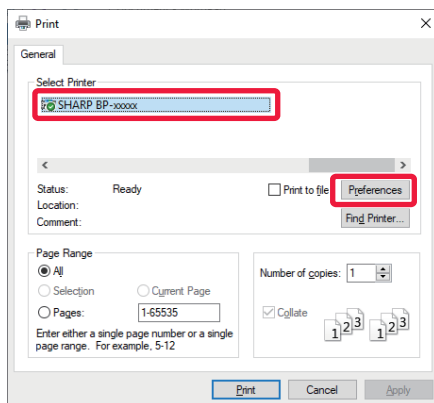 Print
General
Select Printer
SHARP BP-xxxxx
Status: Ready
Print to file
Preferences
Location:
Comment:
Find Printer...
Page Range
All
Selection
Current Page
Pages: 1-65535
Enter either a single page number or a single
page range. For example, 5-12
Number of copies: 1
Collate
1 2 3 1 2 3
Print Cancel Apply